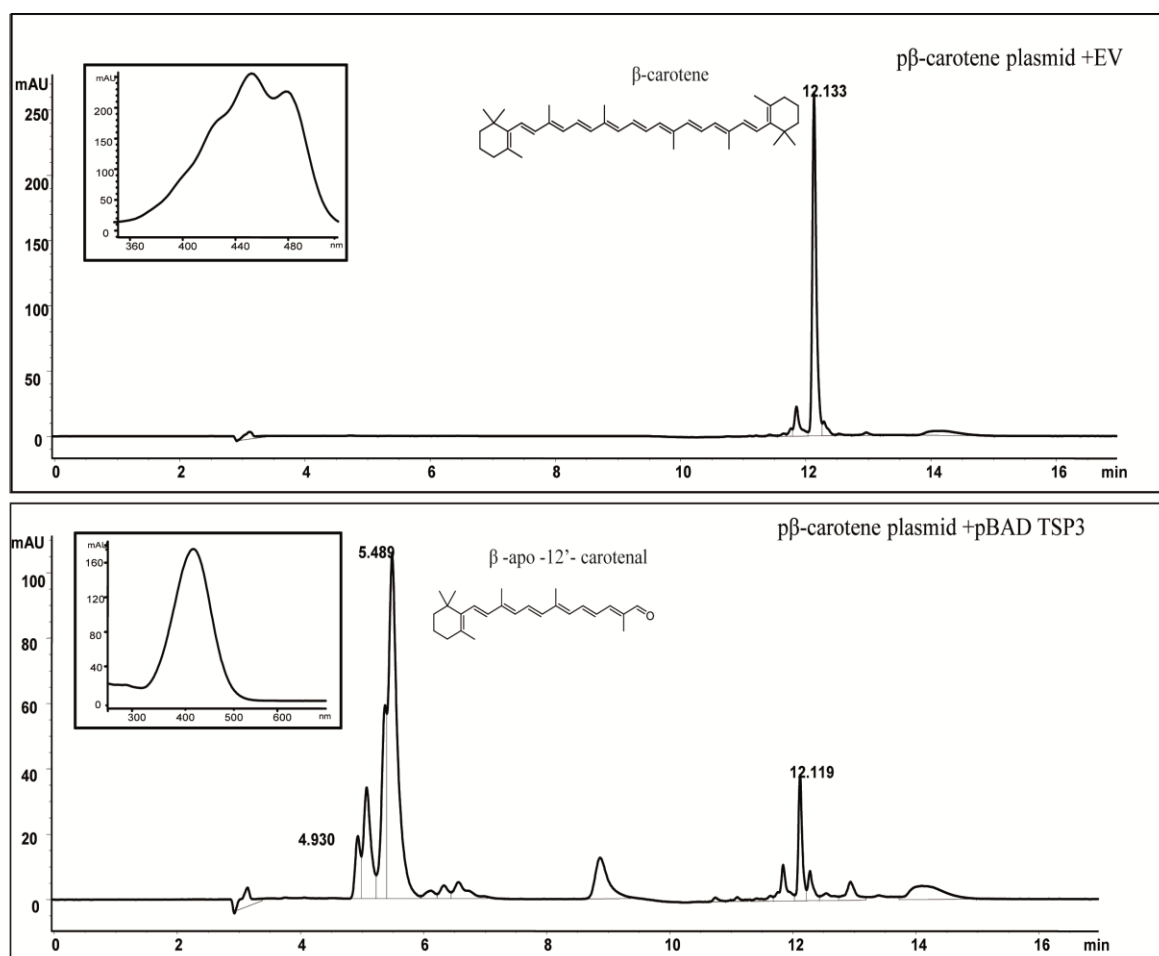 pβ-carotene plasmid +EV
β-carotene
12.133
mAU
250
200
150
100
50
0
0 2 4 6 8 10 12 14 16 min
mAU
200
150
100
50
0
360 400 440 480 nm
pβ-carotene plasmid +pBAD TSP3
β -apo -12’- carotenal
O
5.489
4.930
12.119
mAU
100
80
60
40
20
0
0 2 4 6 8 10 12 14 16 min
mAU
160
120
80
40
0
300 400 500 600 nm